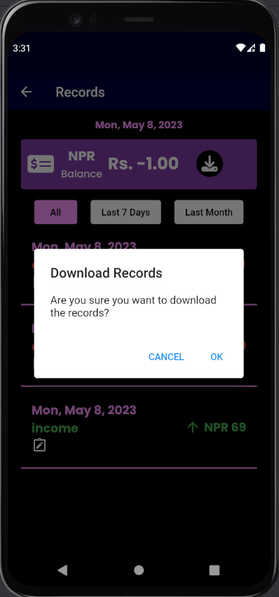 3:31
Records
Mon, May 8, 2023
NPR
Balance
Rs. -1.00
All
Last 7 Days
Last Month
Mon, May 8, 2023
Download Records
Are you sure you want to download
the records?
CANCEL
OK
Mon, May 8, 2023
income
NPR 69